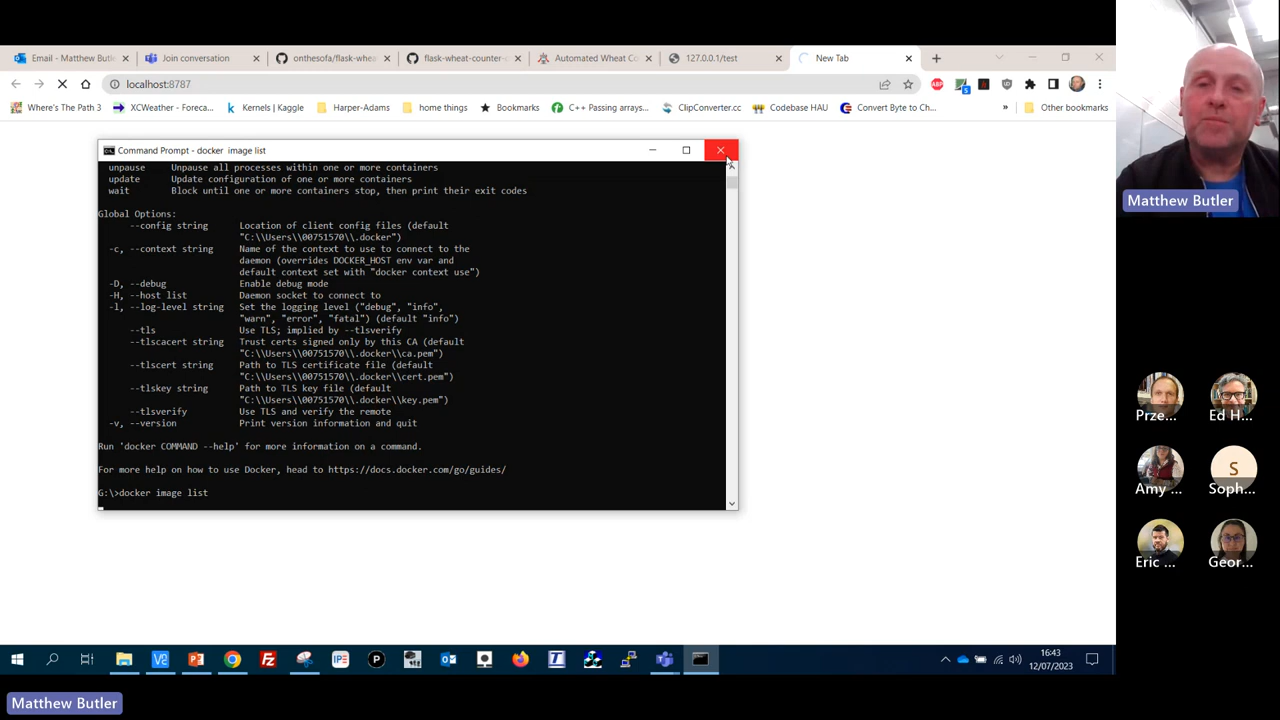 Email - Matthew Butl
Join conversation
onthesofa/flask-whea
flask-wheat-counter-
Automated Wheat Co
127.0.0.1/test
New Tab
localhost:8787
Where's The Path 3
XCWeather - Foreca...
Kernels | Kaggle
Harper-Adams
home things
Bookmarks
C++ Passing arrays...
ClipConverter.cc
Codebase HAU
Convert Byte to Ch...
»
Other bookmarks
Command Prompt - docker image list
unpause Unpause all processes within one or more containers
update Update configuration of one or more containers
wait Block until one or more containers stop, then print their exit codes
Global Options:
--config string Location of client config files (default
"C:\\Users\\00751570\\.docker")
-c, --context string Name of the context to use to connect to the
daemon (overrides DOCKER_HOST env var and
default context set with "docker context use")
-D, --debug Enable debug mode
-H, --host list Daemon socket to connect to
-l, --log-level string Set the logging level ("debug", "info",
"warn", "error", "fatal") (default "info")
--tls Use TLS; implied by --tlsverify
--tlscacert string Trust certs signed only by this CA (default
"C:\\Users\\00751570\\.docker\\ca.pem")
--tlscert string Path to TLS certificate file (default
"C:\\Users\\00751570\\.docker\\cert.pem")
--tlskey string Path to TLS key file (default
"C:\\Users\\00751570\\.docker\\key.pem")
--tlsverify Use TLS and verify the remote
-v, --version Print version information and quit
Run 'docker COMMAND --help' for more information on a command.
For more help on how to use Docker, head to https://docs.docker.com/go/guides/
G:\>docker image list
Matthew Butler
Prze...
Ed H...
Amy ...
S
Soph...
Eric ...
Geor...
16:43
12/07/2023
Matthew Butler